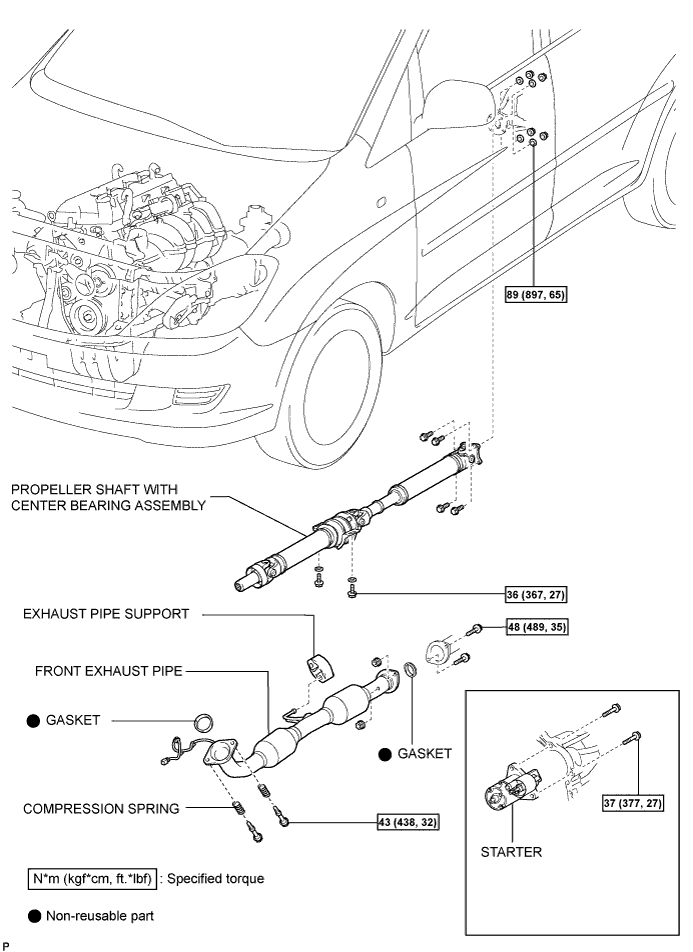 89 (897, 65)
PROPELLER SHAFT WITH
CENTER BEARING ASSEMBLY
36 (367, 27)
EXHAUST PIPE SUPPORT
48 (489, 35)
FRONT EXHAUST PIPE
GASKET
GASKET
COMPRESSION SPRING
43 (438, 32)
37 (377, 27)
STARTER
N*m (kgf*cm, ft.*lbf) : Specified torque
Non-reusable part
P